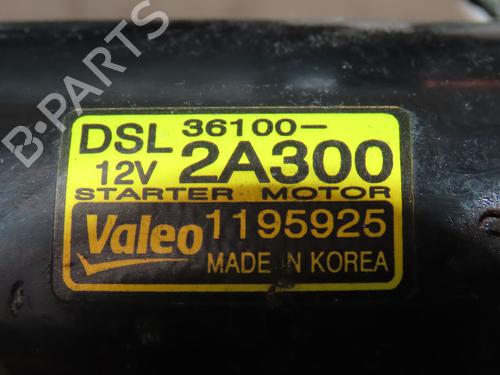 DSL 36100-
12V 2A300
STARTER MOTOR
Valeo 1195925
MADE IN KOREA
B-PARTS